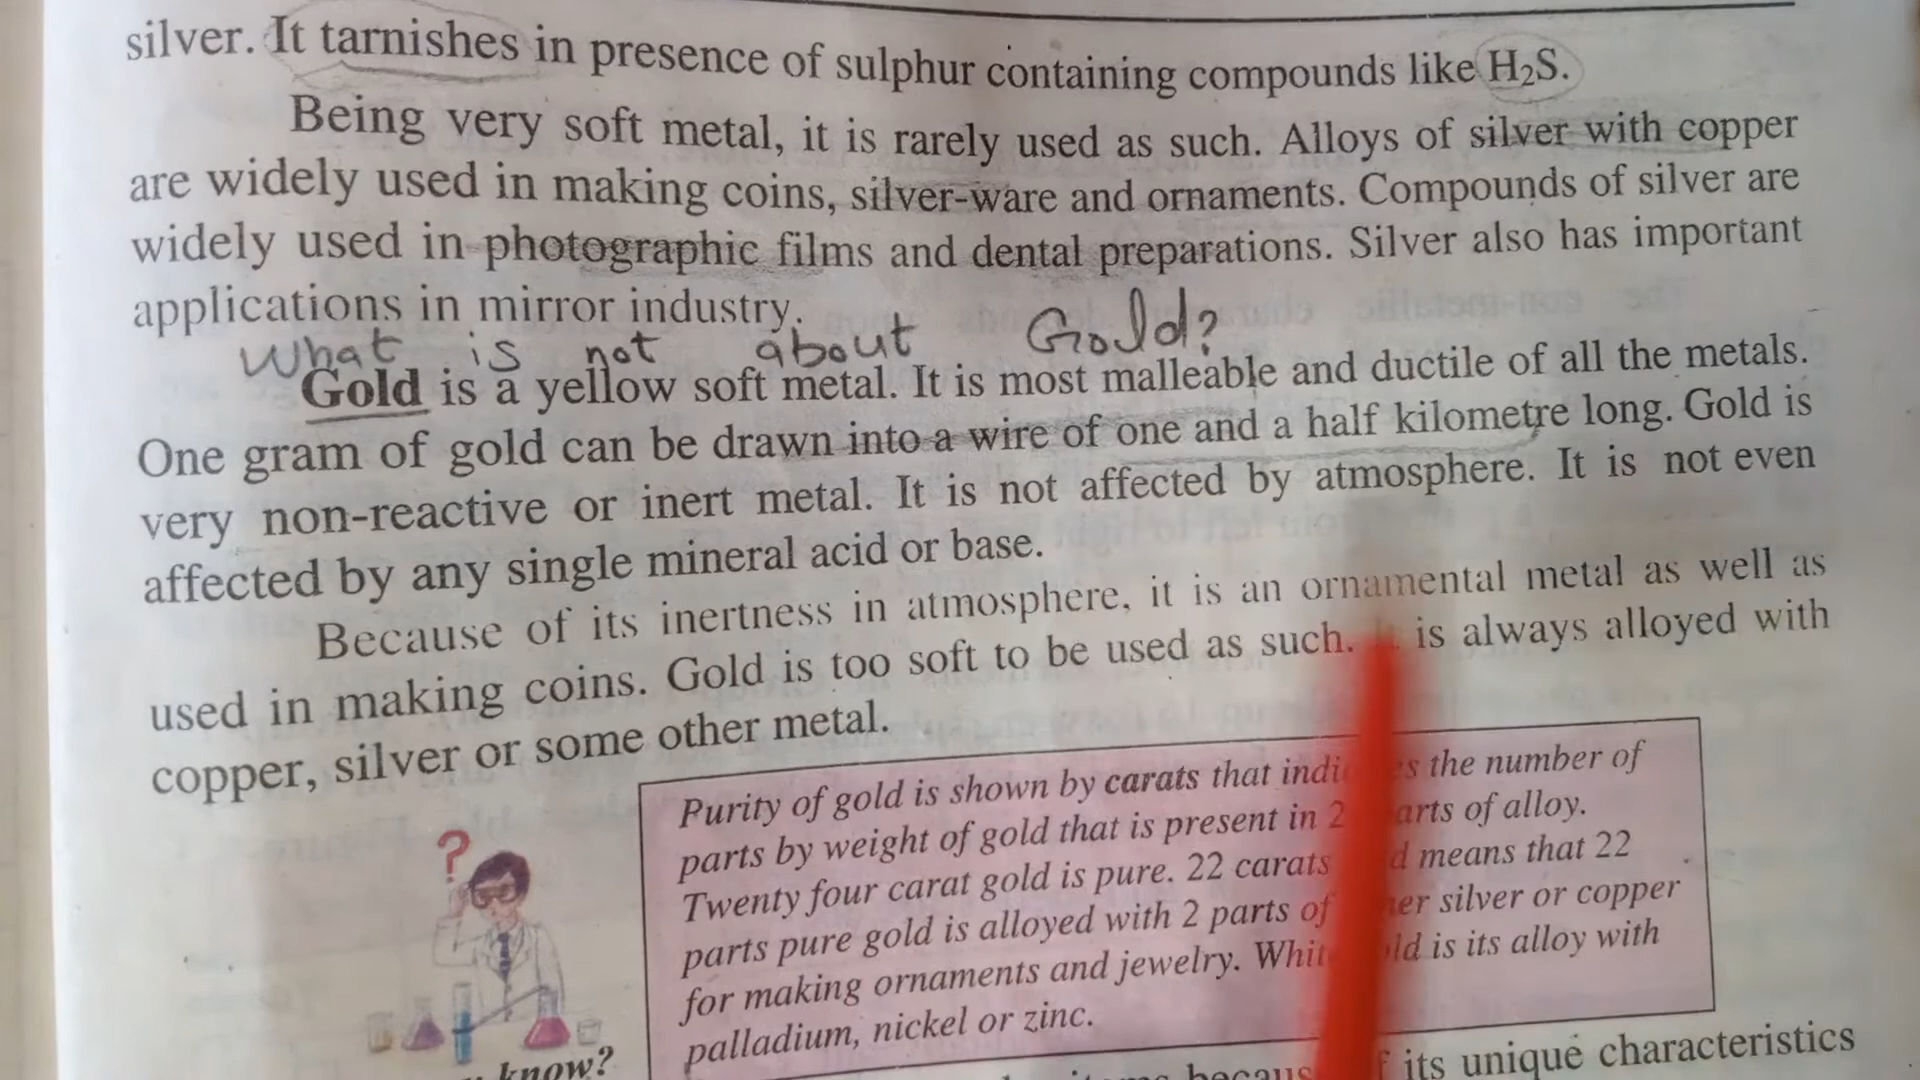 silver. It tarnishes in presence of sulphur containing compounds like H₂S.
Being very soft metal, it is rarely used as such. Alloys of silver with copper
are widely used in making coins, silver-ware and ornaments. Compounds of silver are
widely used in photographic films and dental preparations. Silver also has important
applications in mirror industry.
What is not about Gold?
Gold is a yellow soft metal. It is most malleable and ductile of all the metals.
One gram of gold can be drawn into a wire of one and a half kilometre long. Gold is
very non-reactive or inert metal. It is not affected by atmosphere. It is not even
affected by any single mineral acid or base.
Because of its inertness in atmosphere, it is an ornamental metal as well as
used in making coins. Gold is too soft to be used as such. is always alloyed with
copper, silver or some other metal.
Purity of gold is shown by carats that the number of
parts by weight of gold that is present in of alloy.
Twenty four carat gold is pure. 22 carats means that 22
parts pure gold is alloyed with 2 parts of silver or copper
for making ornaments and jewelry. is its alloy with
palladium, nickel or zinc.
?
know?
its unique characteristics